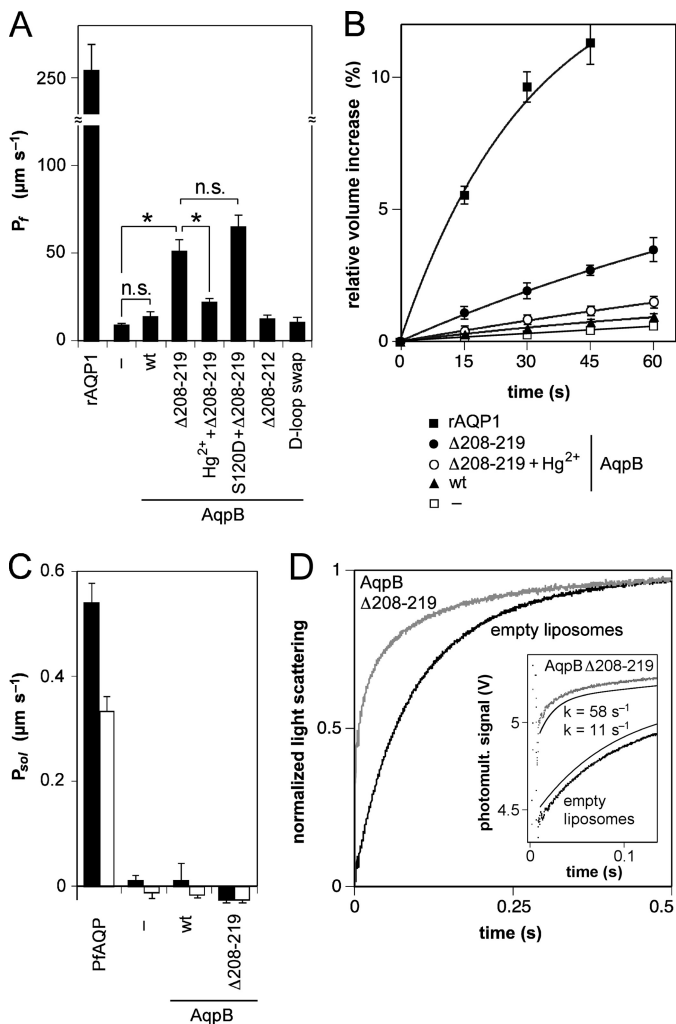 A
250
100
50
0
P_f (µm s⁻¹)
n.s.
*
*
n.s.
rAQP1
–
wt
Δ208-219
Hg²⁺+Δ208-219
S120D+Δ208-219
Δ208-212
D-loop swap
AqpB
B
relative volume increase (%)
10
5
0
0
15
30
45
60
time (s)
rAQP1
Δ208-219
Δ208-219 + Hg²⁺
wt
–
AqpB
C
P_sol (µm s⁻¹)
0.6
0.4
0.2
0
PfAQP
–
wt
Δ208-219
AqpB
D
normalized light scattering
1
0.5
0
0
0.25
0.5
time (s)
AqpB
Δ208-219
empty liposomes
photomult. signal (V)
5
4.5
0
0.1
time (s)
AqpB Δ208-219
k = 58 s⁻¹
k = 11 s⁻¹
empty
liposomes